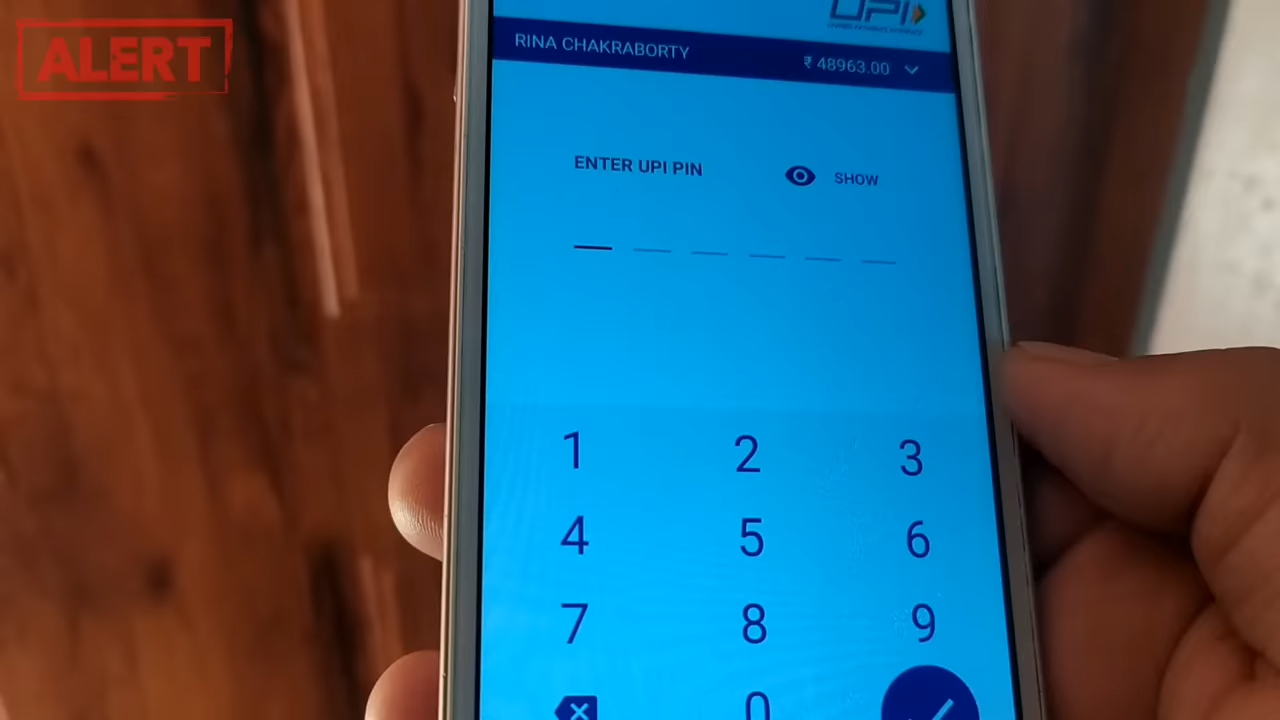 ALERT
UPI
RINA CHAKRABORTY ₹ 48963.00
ENTER UPI PIN SHOW
1 2 3
4 5 6
7 8 9
0